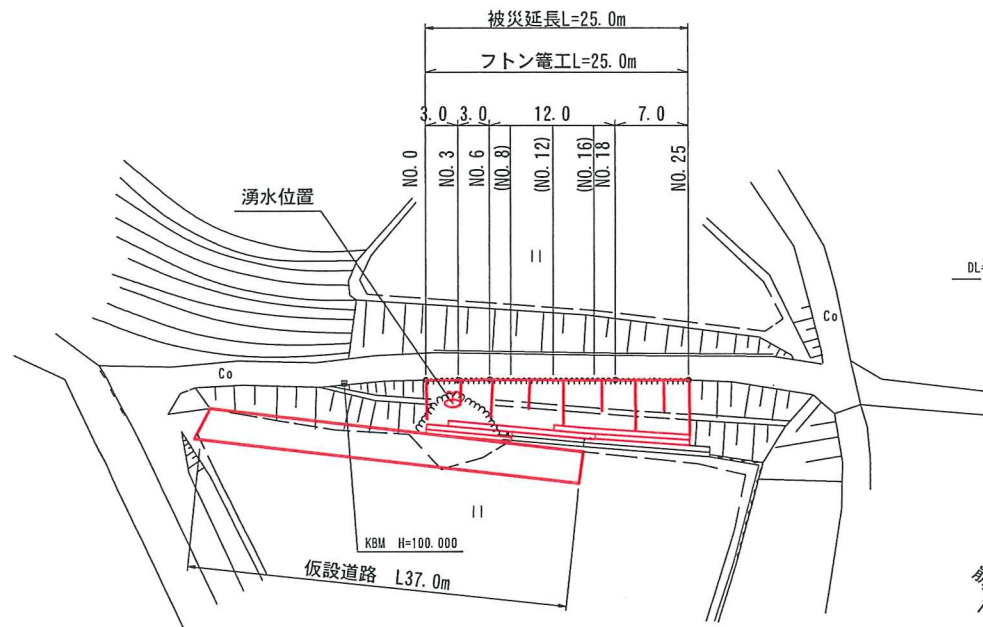 被災延長L=25.0m
フトン篭工L=25.0m
3.0
3.0
12.0
7.0
NO.0
NO.3
NO.6
(NO.8)
(NO.12)
(NO.16)
NO.18
NO.25
湧水位置
DL=
Co
Co
KBM H=100.000
仮設道路 L37.0m